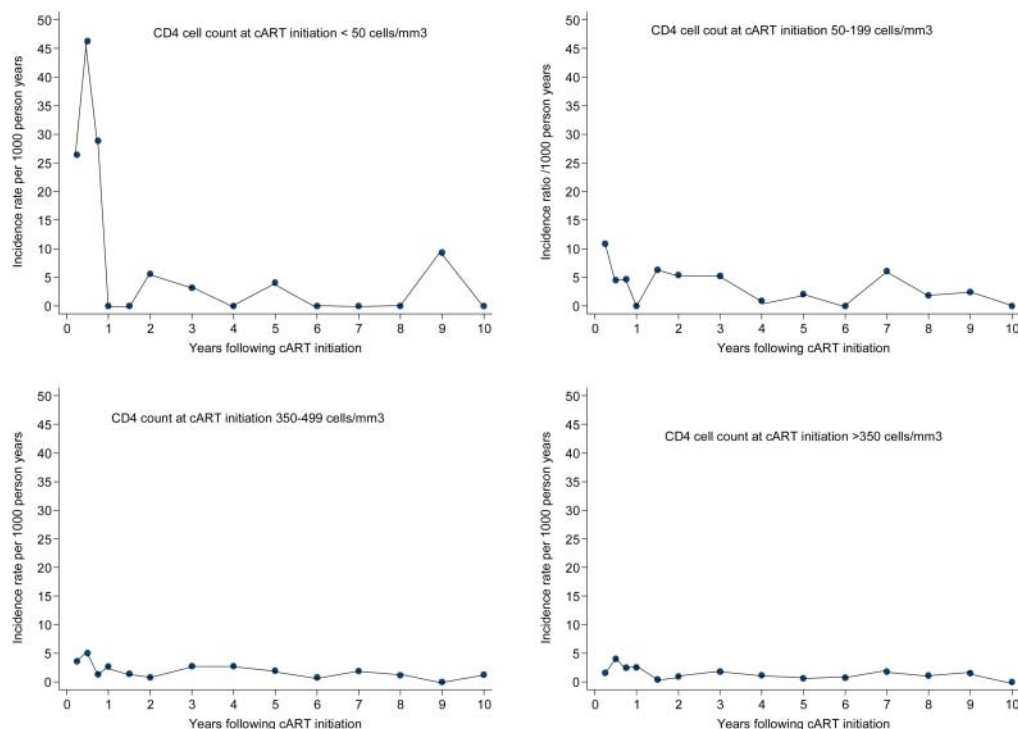 CD4 cell count at cART initiation < 50 cells/mm3
Incidence rate per 1000 person years
50
45
40
35
30
25
20
15
10
5
0
0 1 2 3 4 5 6 7 8 9 10
Years following cART initiation
CD4 cell cout at cART initiation 50-199 cells/mm3
Incidence ratio /1000 person years
50
45
40
35
30
25
20
15
10
5
0
0 1 2 3 4 5 6 7 8 9 10
Years following cART initiation
CD4 count at cART initiation 350-499 cells/mm3
Incidence rate per 1000 person years
50
45
40
35
30
25
20
15
10
5
0
0 1 2 3 4 5 6 7 8 9 10
Years following cART initiation
CD4 cell count at cART initiation >350 cells/mm3
Incidence rate per 1000 person years
50
45
40
35
30
25
20
15
10
5
0
0 1 2 3 4 5 6 7 8 9 10
Years following cART initiation